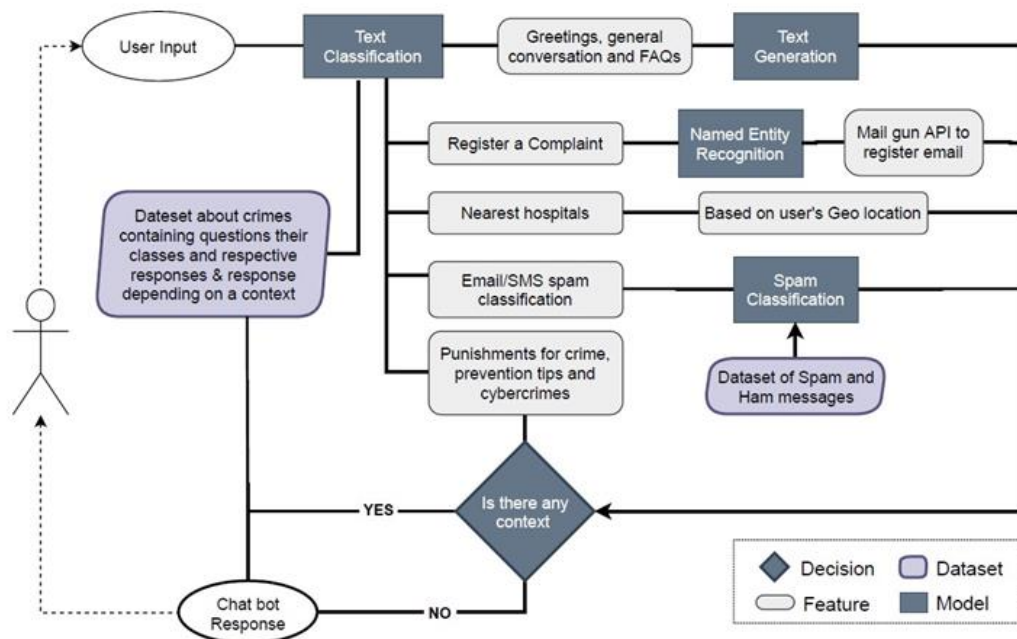 User Input
Text
Classification
Greetings, general
conversation and FAQs
Text
Generation
Register a Complaint
Named Entity
Recognition
Mail gun API to
register email
Dateset about crimes
containing questions their
classes and respective
responses & response
depending on a context
Nearest hospitals
Based on user's Geo location
Email/SMS spam
classification
Spam
Classification
Punishments for crime,
prevention tips and
cybercrimes
Dataset of Spam and
Ham messages
Is there any
context
YES
NO
Chat bot
Response
Decision
Dataset
Feature
Model